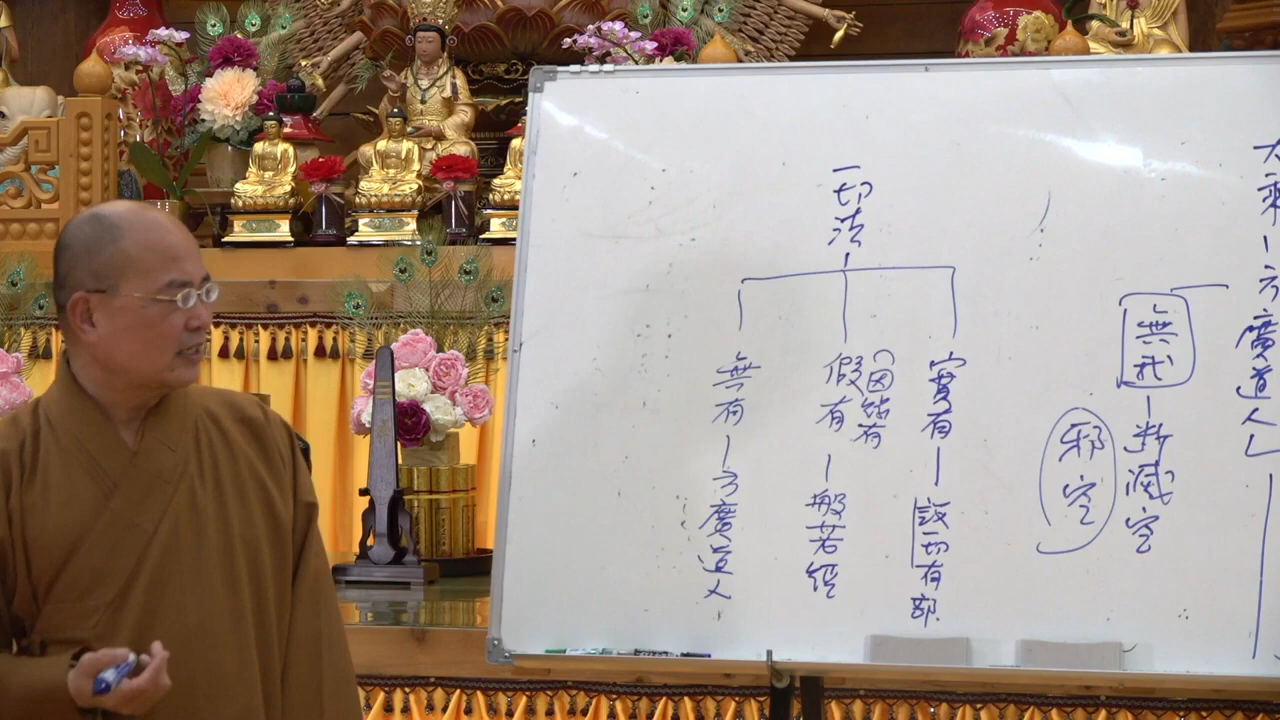 大乘－方廣道人
無我－斷滅空
邪空
一切法
實有－說一切有部
(因緣有
假有－般若經
無有－方廣道人